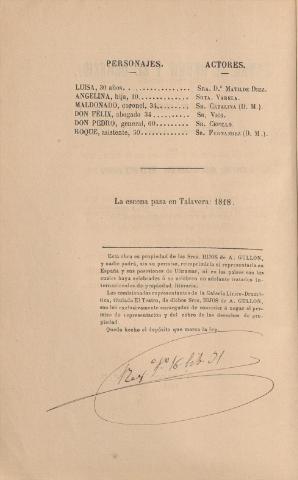 PERSONAJES. ACTORES.
LUISA, 30 años. . . . . . . . . . . . . . . . SRA. D.ª MATILDE DIEZ.
ANGELINA, hija, 10. . . . . . . . . . . . SRTA. VARELA.
MALDONADO, coronel, 34. . . . . . . SR. CATALINA (D. M.)
DON FÉLIX, abogado 34 . . . . . . . . SR. VICO.
DON PEDRO, general, 60. . . . . . . . SR. CEPILLO.
ROQUE, asistente, 50. . . . . . . . . . . SR. FERNANDEZ (D. M.)
La escena pasa en Talavera: 1818.
Esta obra es propiedad de los Sres. HIJOS de A. GULLON,
y nadie podrá, sin su permiso, reimprimirla ni representarla en
España y sus posesiones de Ultramar, ni en los países con los
cuales haya celebrados ó se celebren en adelante tratados in-
ternacionales de propiedad literaria.
Los comisionados representantes de la Galería Lírico-Dramá-
tica, titulada El Teatro, de dichos Sres. HIJOS de A. GULLON,
son los exclusivamente encargados de conceder ó negar el per-
miso de representacion y del cobro de los derechos de pro-
piedad.
Queda hecho el depósito que marca la ley.